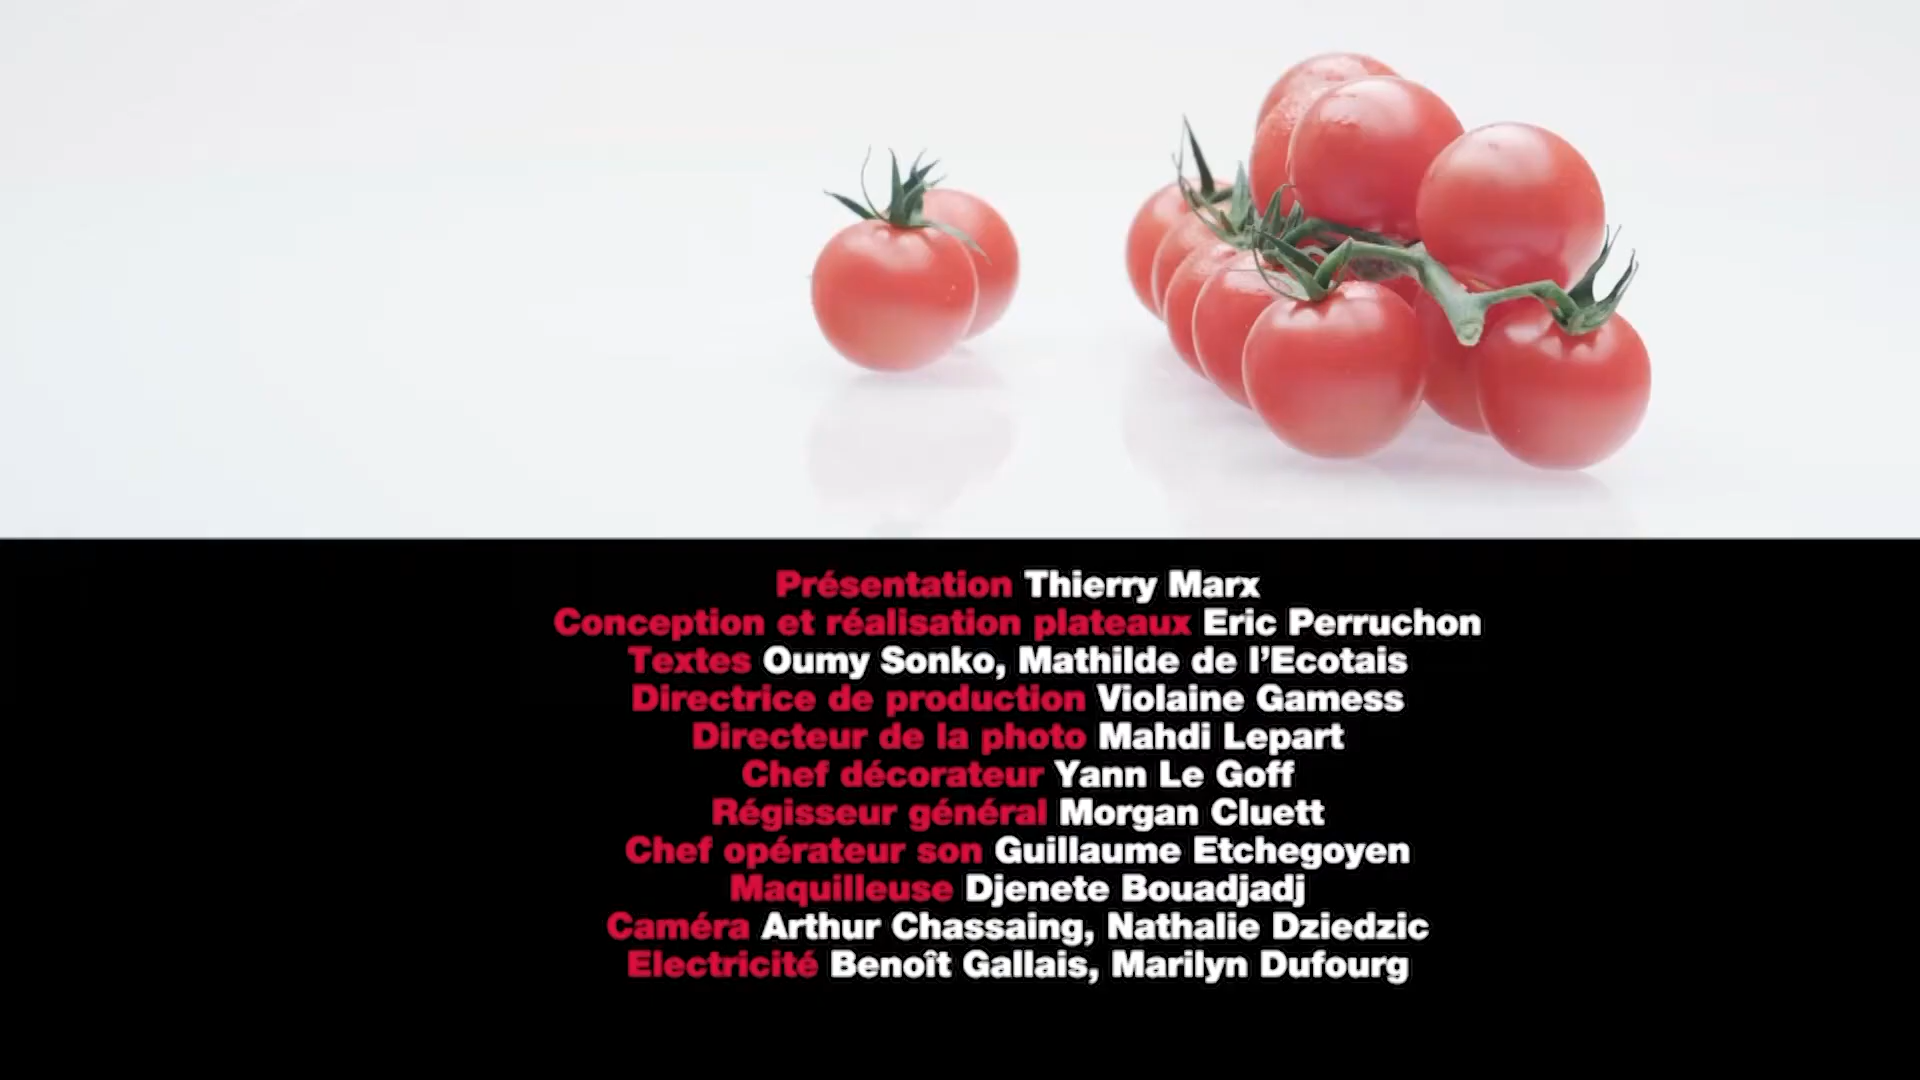 Présentation Thierry Marx
Conception et réalisation plateaux Eric Perruchon
Textes Oumy Sonko, Mathilde de l’Ecotais
Directrice de production Violaine Gamess
Directeur de la photo Mahdi Lepart
Chef décorateur Yann Le Goff
Régisseur général Morgan Cluett
Chef opérateur son Guillaume Etchegoyen
Maquilleuse Djenete Bouadjadj
Caméra Arthur Chassaing, Nathalie Dziedzic
Electricité Benoît Gallais, Marilyn Dufourg